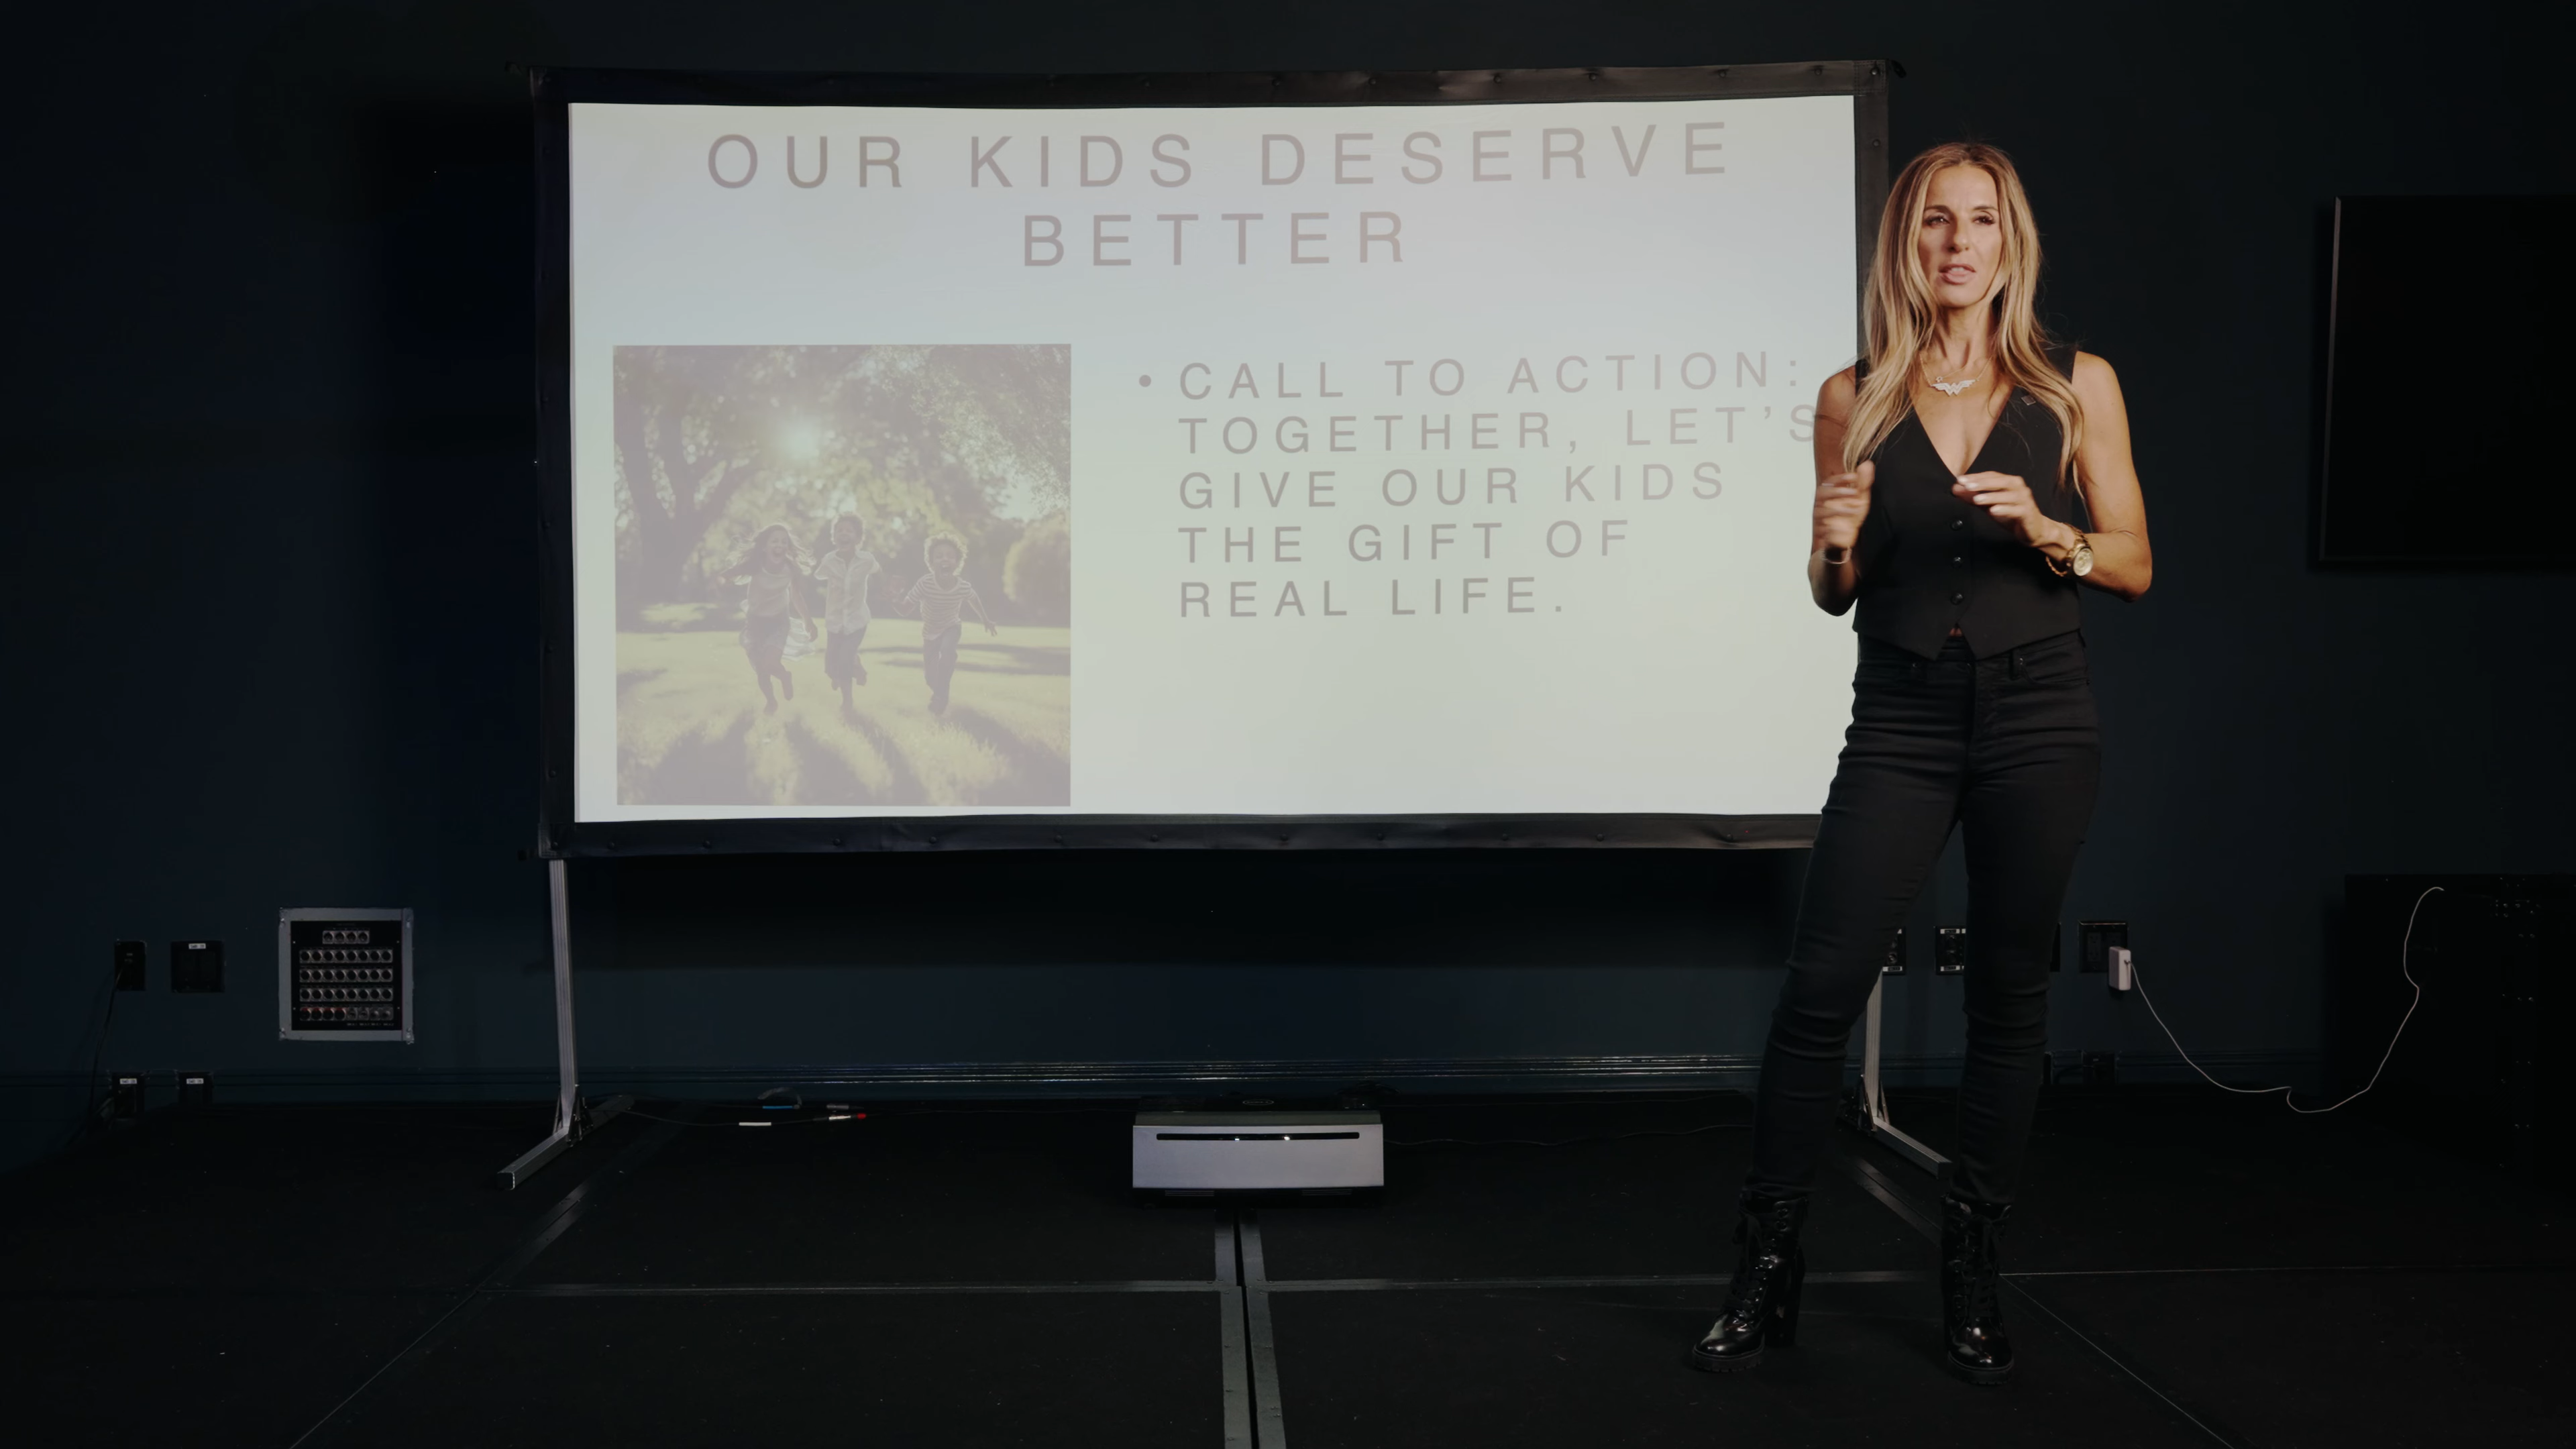 OUR KIDS DESERVE
BETTER
• CALL TO ACTION:
TOGETHER, LET'S
GIVE OUR KIDS
THE GIFT OF
REAL LIFE.